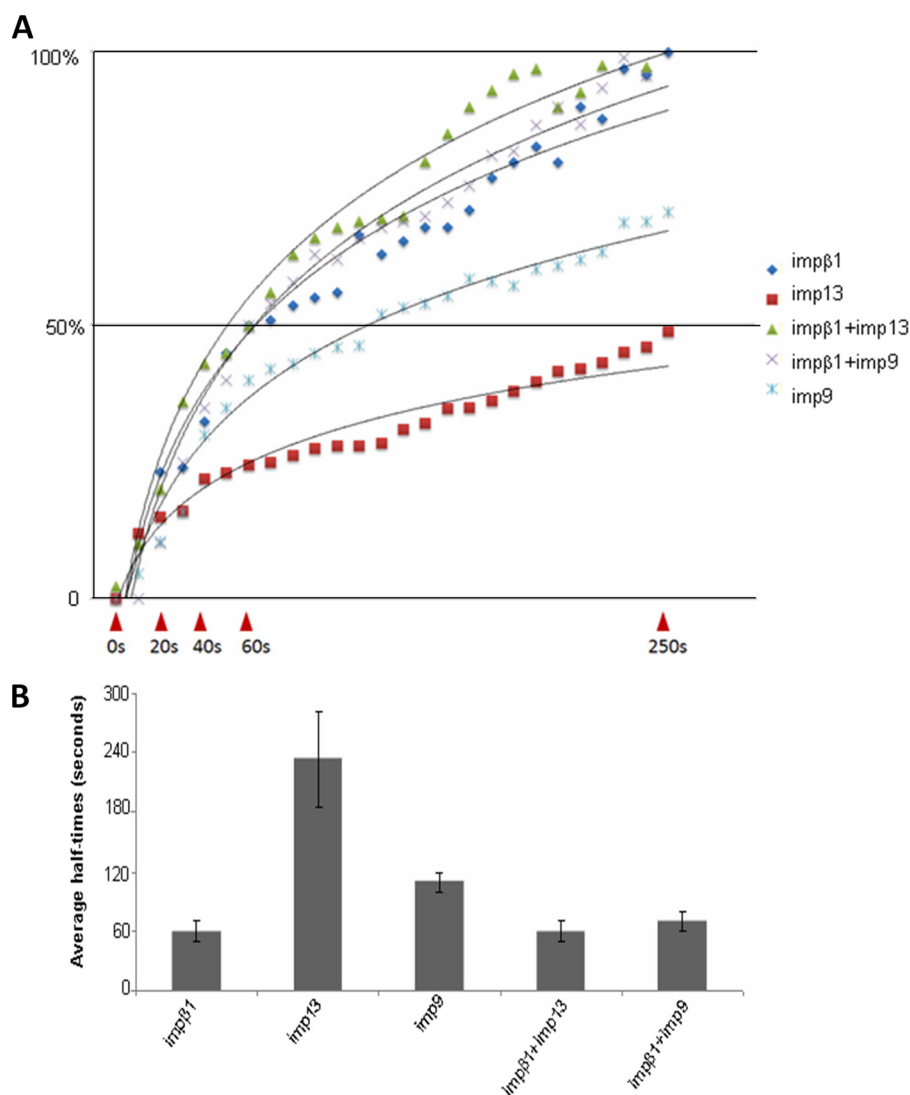 A
100%
50%
0
0s 20s 40s 60s 250s
impβ1
imp13
impβ1+imp13
impβ1+imp9
imp9
B
Average half-times (seconds)
300
240
180
120
60
0
impβ1
imp13
imp9
impβ1+imp13
impβ1+imp9